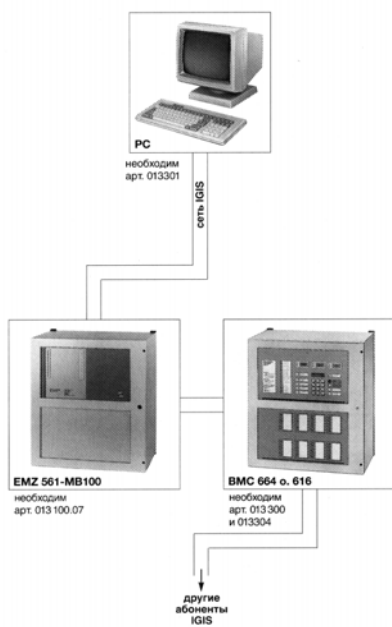 PC
необходим
арт. 013301
сеть IGIS
EMZ 561-MB100
необходим
арт. 013 100.07
BMC 664 о. 616
необходим
арт. 013 300
и 013304
другие
абоненты
IGIS